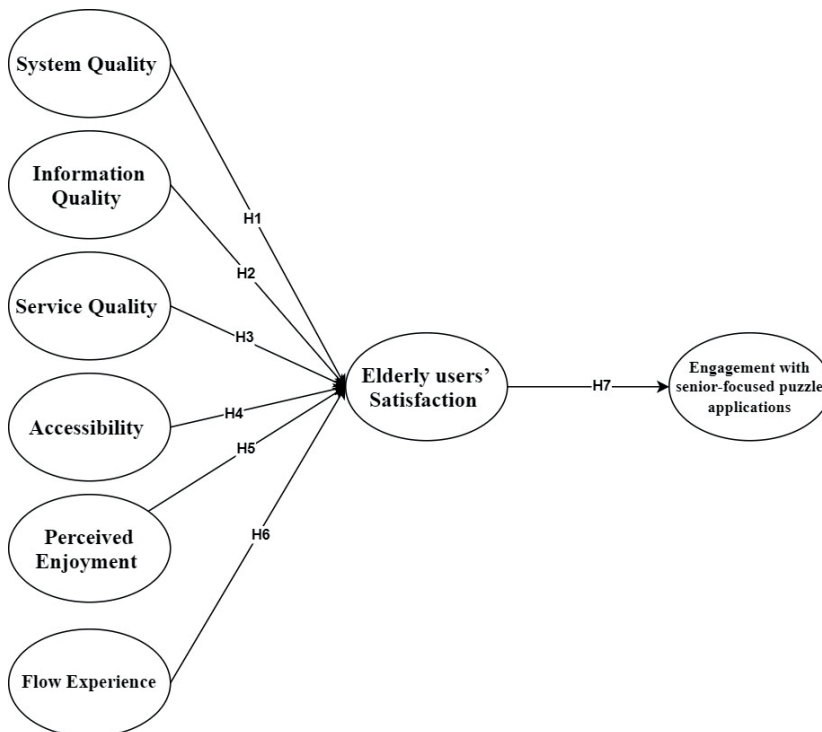 System Quality
Information
Quality
H1
H2
Service Quality
H3
Elderly users'
Satisfaction
H7
Engagement with
senior-focused puzzle
applications
Accessibility
H4
H5
Perceived
Enjoyment
H6
Flow Experience